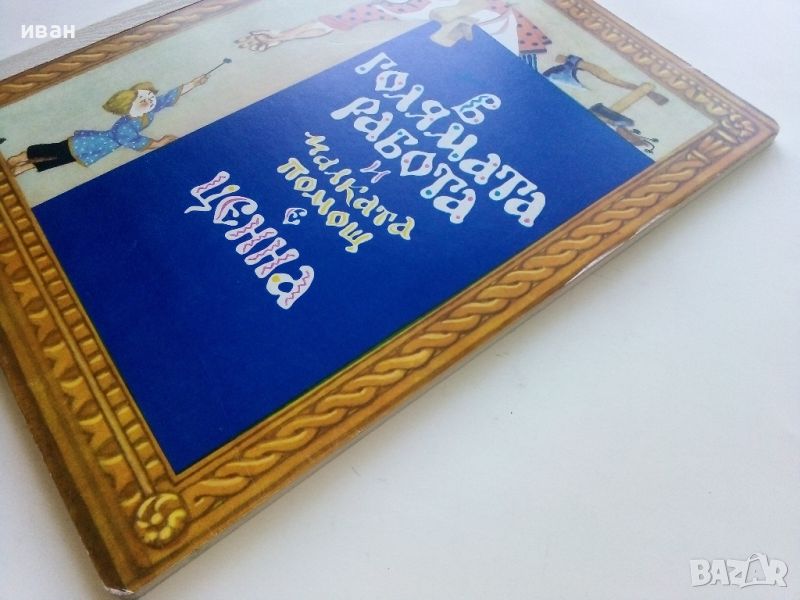 иван
В
ГОЛЯМАТА
РАБОТА
И
МАЛКАТА
ПОМОЩ
Е
ЦЕННА
BAZAR